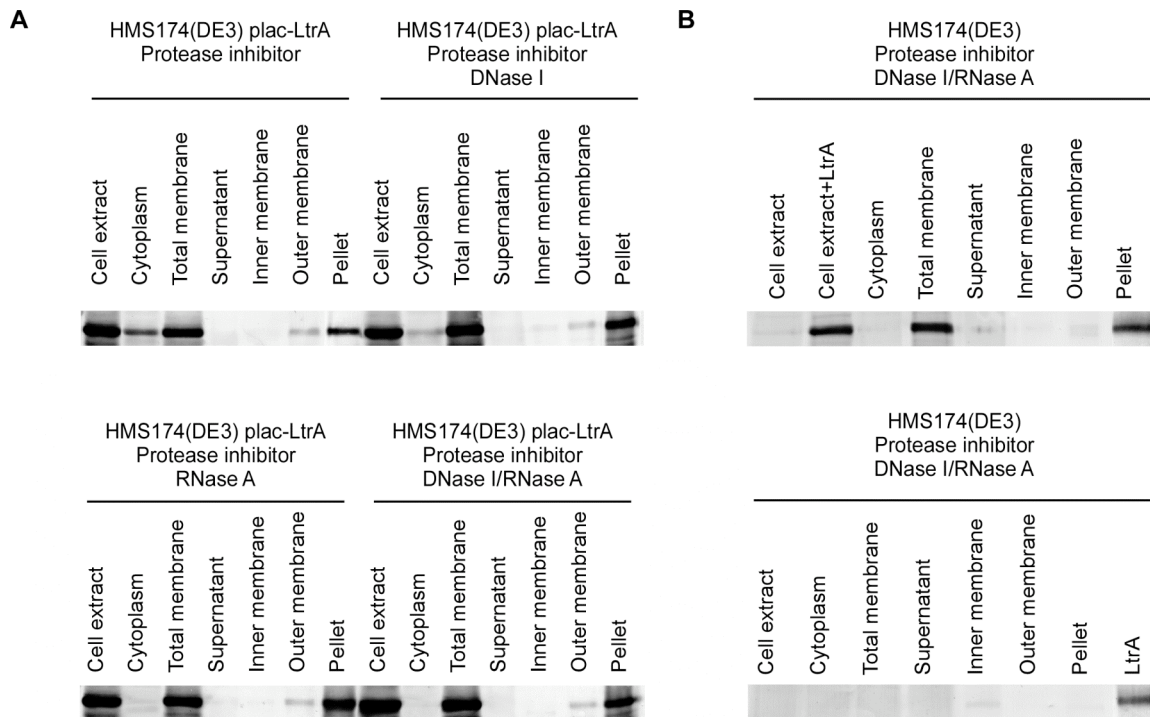 A
HMS174(DE3) plac-LtrA
Protease inhibitor
HMS174(DE3) plac-LtrA
Protease inhibitor
DNase I
Cell extract
Cytoplasm
Total membrane
Supernatant
Inner membrane
Outer membrane
Pellet
Cell extract
Cytoplasm
Total membrane
Supernatant
Inner membrane
Outer membrane
Pellet
HMS174(DE3) plac-LtrA
Protease inhibitor
RNase A
HMS174(DE3) plac-LtrA
Protease inhibitor
DNase I/RNase A
Cell extract
Cytoplasm
Total membrane
Supernatant
Inner membrane
Outer membrane
Pellet
Cell extract
Cytoplasm
Total membrane
Supernatant
Inner membrane
Outer membrane
Pellet
B
HMS174(DE3)
Protease inhibitor
DNase I/RNase A
Cell extract
Cell extract+LtrA
Cytoplasm
Total membrane
Supernatant
Inner membrane
Outer membrane
Pellet
HMS174(DE3)
Protease inhibitor
DNase I/RNase A
Cell extract
Cytoplasm
Total membrane
Supernatant
Inner membrane
Outer membrane
Pellet
LtrA